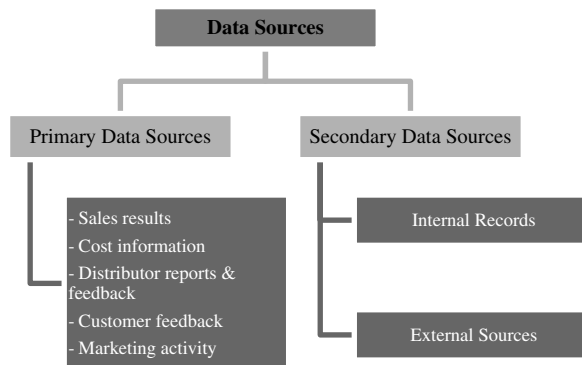 Data Sources
Primary Data Sources
Secondary Data Sources
- Sales results
- Cost information
- Distributor reports &
feedback
- Customer feedback
- Marketing activity
Internal Records
External Sources